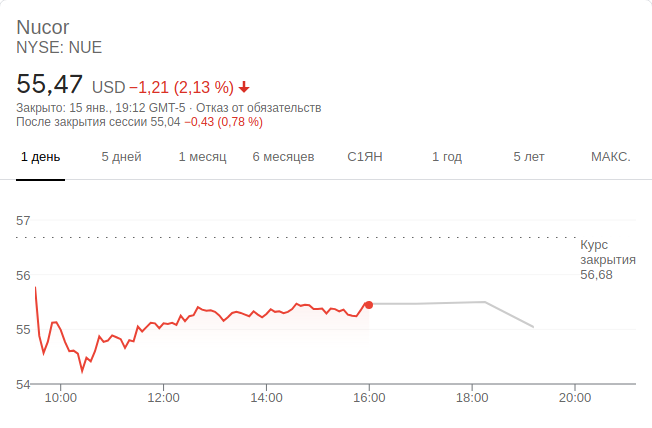 Nucor
NYSE: NUE
55,47 USD −1,21 (2,13 %)
Закрыто: 15 янв., 19:12 GMT-5 · Отказ от обязательств
После закрытия сессии 55,04 −0,43 (0,78 %)
1 день 5 дней 1 месяц 6 месяцев С1ЯН 1 год 5 лет МАКС.
57
Курс
закрытия
56,68
56
55
54
10:00 12:00 14:00 16:00 18:00 20:00